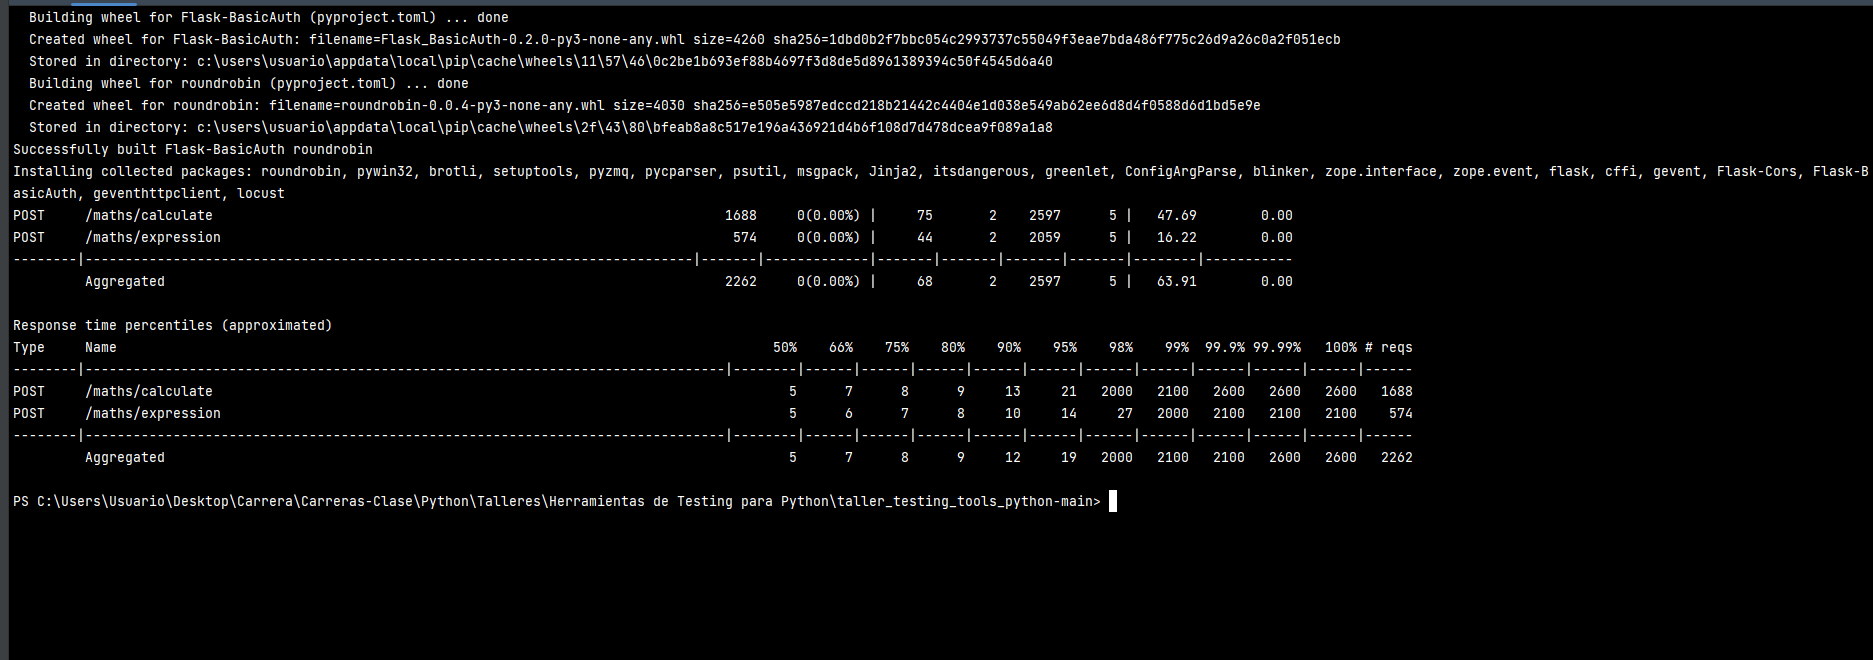 Building wheel for Flask-BasicAuth (pyproject.toml) ... done
Created wheel for Flask-BasicAuth: filename=Flask_BasicAuth-0.2.0-py3-none-any.whl size=4260 sha256=1dbd0b2f7bbc054c2993737c55049f3eae7bda486f775c26d9a26c0a2f051ecb
Stored in directory: c:\users\usuario\appdata\local\pip\cache\wheels\11\57\46\0c2be1b693ef88b4697f3d8de5d8961389394c50f4545d6a40
Building wheel for roundrobin (pyproject.toml) ... done
Created wheel for roundrobin: filename=roundrobin-0.0.4-py3-none-any.whl size=4030 sha256=e505e5987edccd218b21442c4404e1d038e549ab62ee6d8d4f0588d6d1bd5e9e
Stored in directory: c:\users\usuario\appdata\local\pip\cache\wheels\2f\43\80\bfeab8a8c517e196a436921d4b6f108d7d478dcea9f089a1a8
Successfully built Flask-BasicAuth roundrobin
Installing collected packages: roundrobin, pywin32, brotli, setuptools, pyzmq, pycparser, psutil, msgpack, Jinja2, itsdangerous, greenlet, ConfigArgParse, blinker, zope.interface, zope.event, flask, cffi, gevent, Flask-Cors, Flask-B
asicAuth, geventhttpclient, locust
POST /maths/calculate 1688 0(0.00%) | 75 2 2597 5 | 47.69 0.00
POST /maths/expression 574 0(0.00%) | 44 2 2059 5 | 16.22 0.00
--------|----------------------------------------------------------------------------|-------|-------------|-------|-------|-------|-------|--------|-----------
Aggregated 2262 0(0.00%) | 68 2 2597 5 | 63.91 0.00
Response time percentiles (approximated)
Type Name 50% 66% 75% 80% 90% 95% 98% 99% 99.9% 99.99% 100% # reqs
--------|--------------------------------------------------------------------------------|--------|------|------|------|------|------|------|------|------|------|------|------
POST /maths/calculate 5 7 8 9 13 21 2000 2100 2600 2600 2600 1688
POST /maths/expression 5 6 7 8 10 14 27 2000 2100 2100 2100 574
--------|--------------------------------------------------------------------------------|--------|------|------|------|------|------|------|------|------|------|------|------
Aggregated 5 7 8 9 12 19 2000 2100 2100 2600 2600 2262
PS C:\Users\Usuario\Desktop\Carrera\Carreras-Clase\Python\Talleres\Herramientas de Testing para Python\taller_testing_tools_python-main>